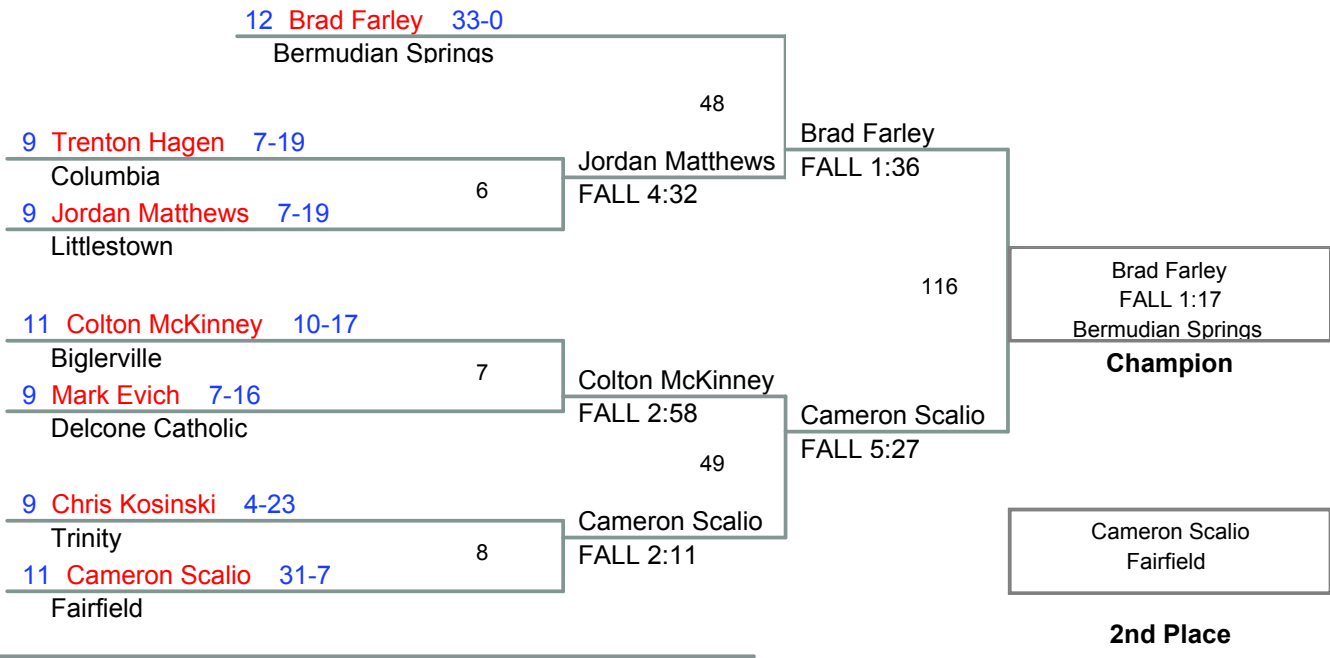 12 Brad Farley 33-0
Bermudian Springs
48
9 Trenton Hagen 7-19
Columbia
6
9 Jordan Matthews 7-19
Littlestown
Jordan Matthews
FALL 4:32
Brad Farley
FALL 1:36
11 Colton McKinney 10-17
Biglerville
7
9 Mark Evich 7-16
Delcone Catholic
Colton McKinney
FALL 2:58
49
9 Chris Kosinski 4-23
Trinity
8
11 Cameron Scalio 31-7
Fairfield
Cameron Scalio
FALL 2:11
Cameron Scalio
FALL 5:27
116
Brad Farley
FALL 1:17
Bermudian Springs
Champion
Cameron Scalio
Fairfield
2nd Place